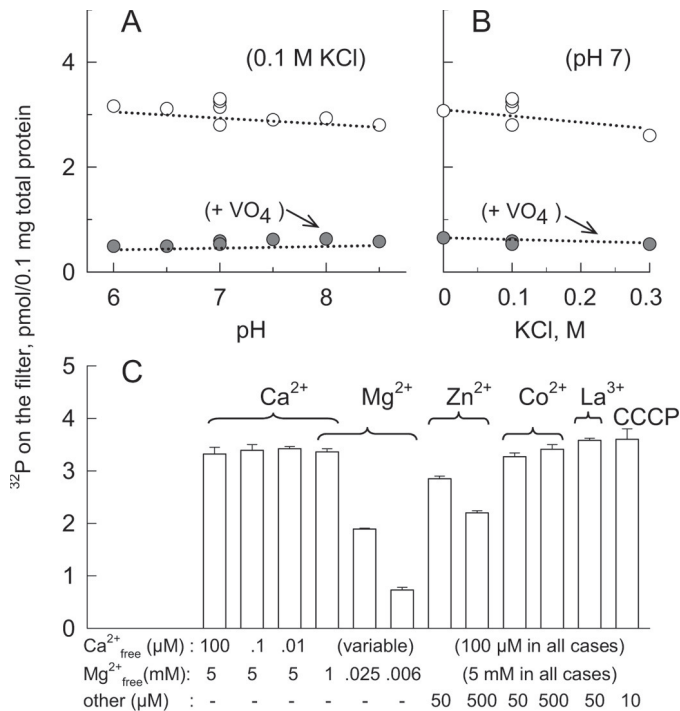 A
B
(0.1 M KCl)
(pH 7)
4
2
0
(+ VO4 )
(+ VO4 )
6 7 8
0 0.1 0.2 0.3
pH
KCl, M
32P on the filter, pmol/0.1 mg total protein
C
5
4
3
2
1
0
Ca2+ Mg2+ Zn2+ Co2+ La3+ CCCP
Ca2+free (µM) : 100 .1 .01 (variable) (100 µM in all cases)
Mg2+free(mM) : 5 5 5 1 .025 .006 (5 mM in all cases)
other (µM) : - - - - - - 50 500 50 500 50 10